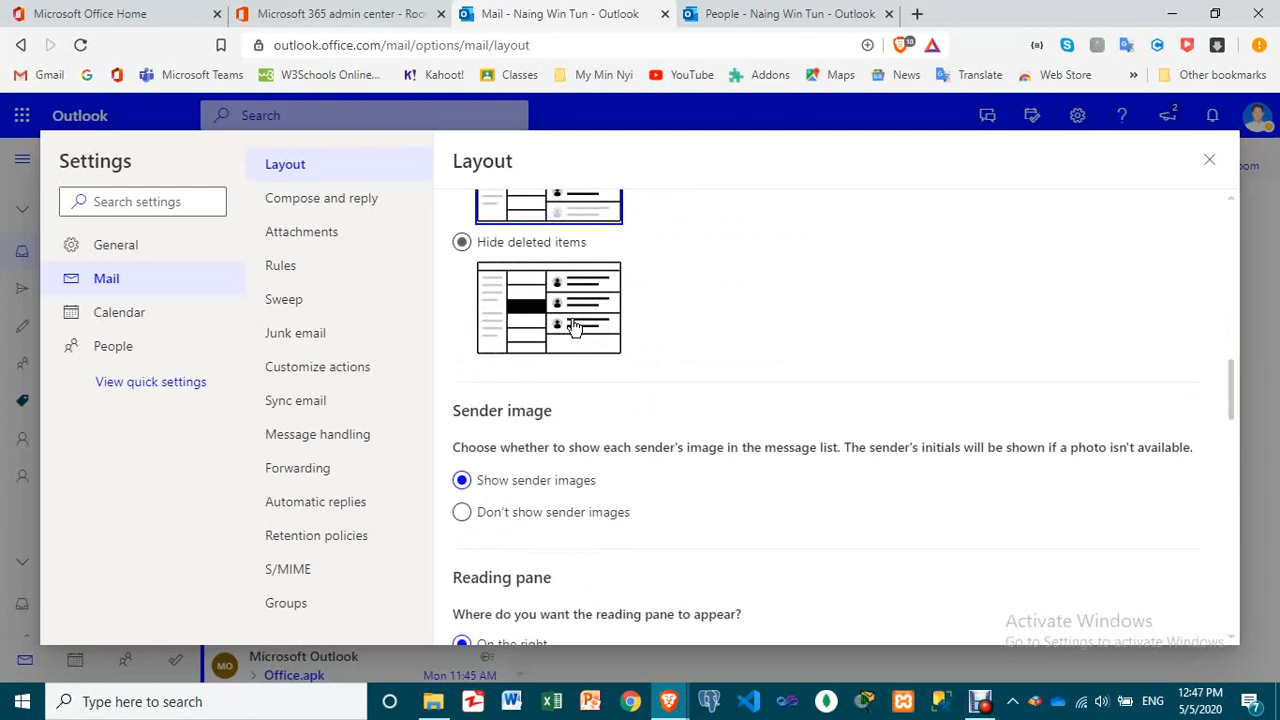 Microsoft Office Home
Microsoft 365 admin center - Roo
Mail - Naing Win Tun - Outlook
People - Naing Win Tun - Outlook
outlook.office.com/mail/options/mail/layout
10
Gmail
Microsoft Teams
W3Schools Online...
Kahoot!
Classes
My Min Nyi
YouTube
Addons
Maps
News
Translate
Web Store
Other bookmarks
Outlook
Search
2
Settings
Layout
Layout
Search settings
Compose and reply
Attachments
General
Hide deleted items
Rules
Mail
Sweep
Calendar
Junk email
People
Customize actions
View quick settings
Sync email
Sender image
Message handling
Choose whether to show each sender's image in the message list. The sender's initials will be shown if a photo isn't available.
Forwarding
Show sender images
Automatic replies
Don't show sender images
Retention policies
S/MIME
Reading pane
Groups
Where do you want the reading pane to appear?
On the right
Activate Windows
Go to Settings to activate Windows.
MO
Microsoft Outlook
Office.apk
Mon 11:45 AM
Type here to search
ENG
12:47 PM
5/5/2020
7